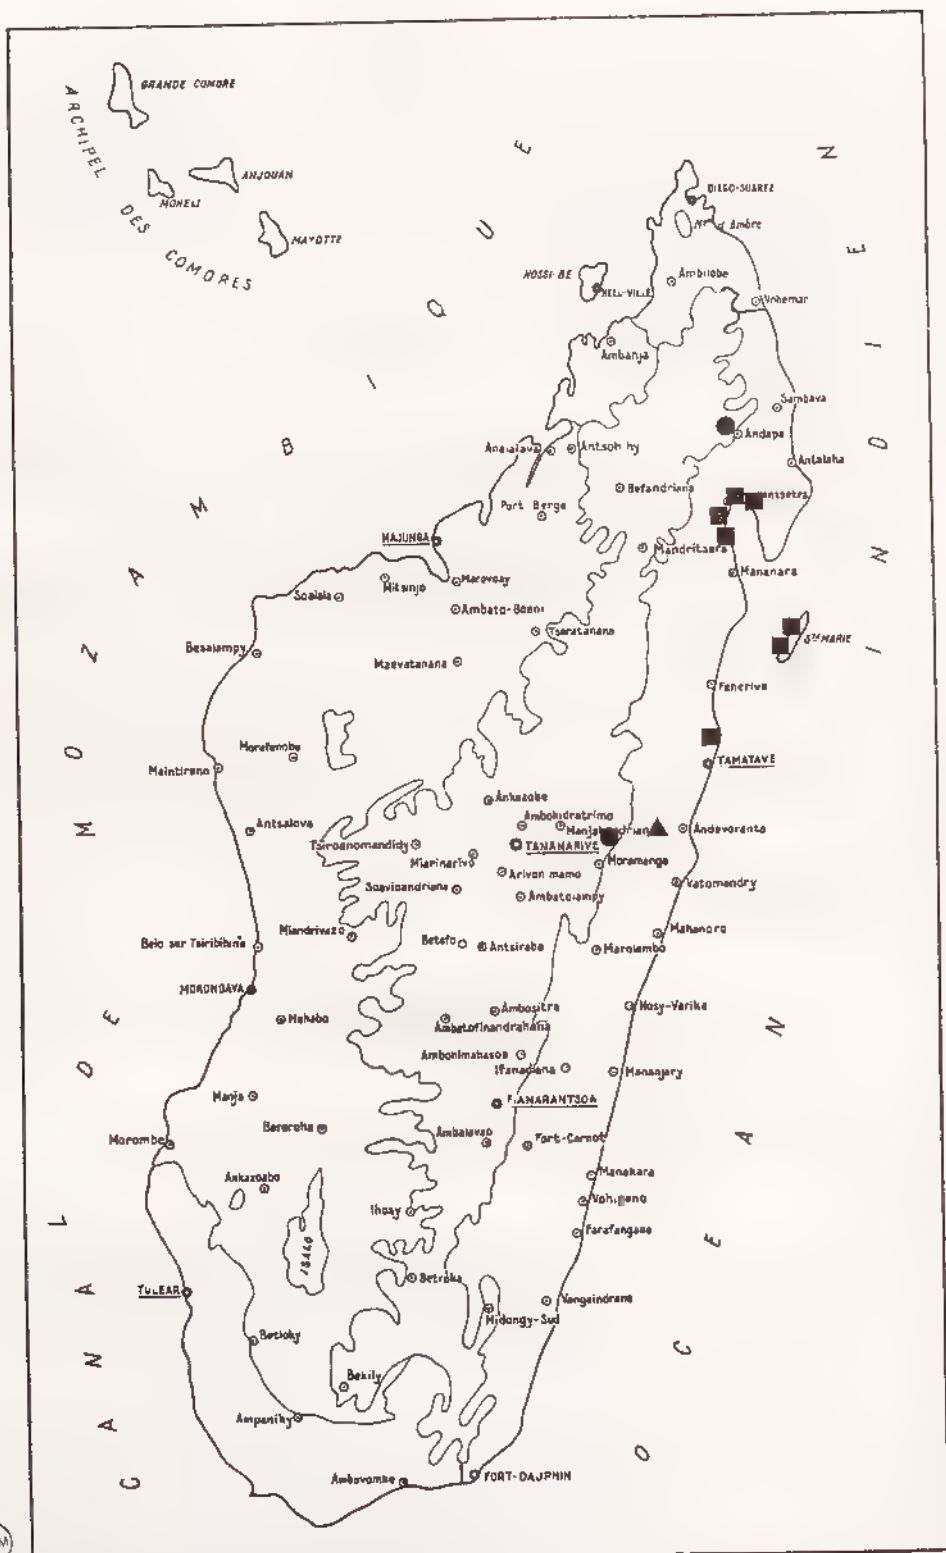 GRANDE COMORE
ARCHIPEL DES COMORES
ANJOUAN
MOHELI
MAYOTTE
DIEGO-SUAREZ
d'Ambre
NOSSI-BE
HELL-VILLE
Ambilobe
Vohemar
Ambanja
Sambava
Andapa
Analalava
Antsohihy
Antalaha
Befandriana
Port Berge
MAJUNGA
Mandritsara
Mananara
Mitsinjo
Marovoay
Soalala
Ambato-Boeni
Tsaratanana
Ste MARIE
Besalampy
Maevatanana
Fenerive
Morafenobe
Maintirano
TAMATAVE
Ankazobe
Ambohidratrimo
Antsalova
Andevoranto
Tsiroanomandidy
TANANARIVE
Miarinarivo
Moramanga
Arivonimamo
Soavinandriana
Vatomandry
Ambatolampy
Miandrivazo
Betafo
Antsirabe
Mahanoro
Marolambo
Belo sur Tsiribihina
MORONDAVA
Ambositra
Nosy-Varika
Mahabo
Ambatofinandrahana
Ambohimahasoa
Ifanadiana
Mananjary
Manja
FIANARANTSOA
Beroroha
Ambalavao
Fort-Carnot
Morombe
Manakara
Ankazoabo
Vohipeno
Ihosy
Farafangana
ISALO
Betroka
TULEAR
Vangaindrano
Midongy-Sud
Betioky
Bekily
Ampanihy
Ambovombe
FORT-DAUPHIN
CANAL DE MOZAMBIQUE
OCEAN INDIEN